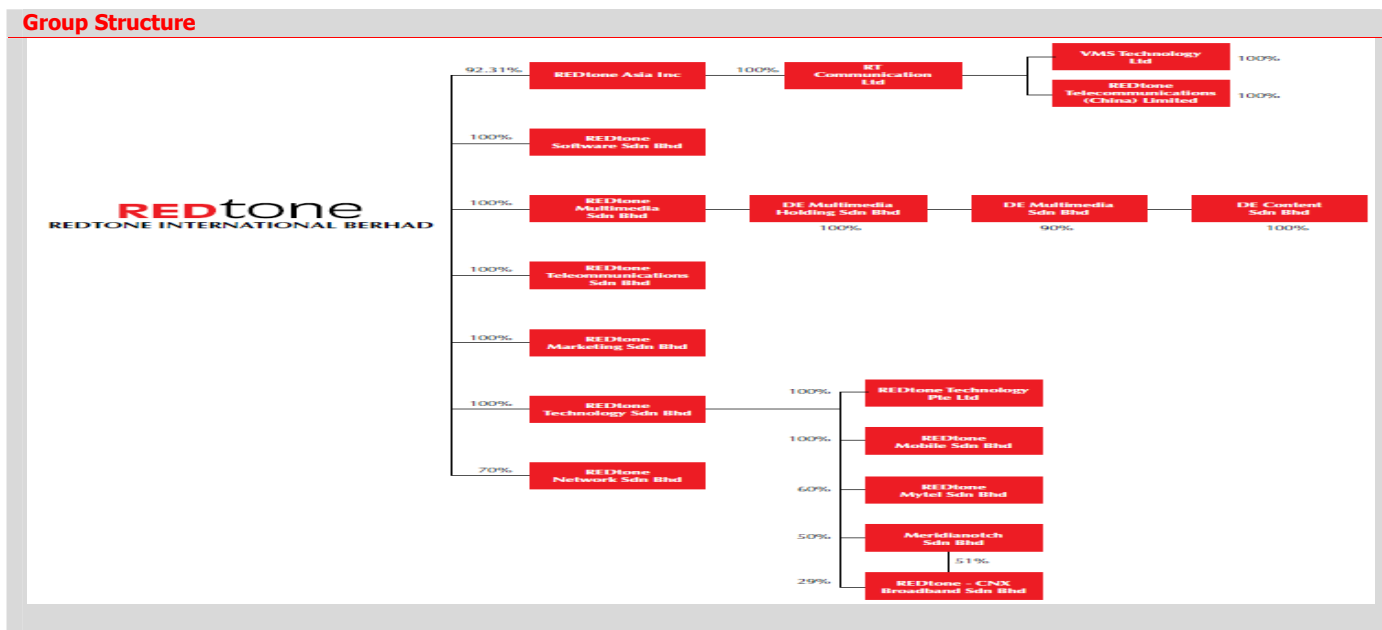 Group Structure
92.31%
REDtone Asia Inc
100%
RT
Communication
Ltd
VMS Technology
Ltd
100%
REDtone
Telecommunications
(China) Limited
100%
100%
REDtone
Software Sdn Bhd
REDtone
REDTONE INTERNATIONAL BERHAD
100%
REDtone
Multimedia
Sdn Bhd
DE Multimedia
Holding Sdn Bhd
100%
DE Multimedia
Sdn Bhd
90%
DE Content
Sdn Bhd
100%
100%
REDtone
Telecommunications
Sdn Bhd
100%
REDtone
Marketing Sdn Bhd
100%
REDtone
Technology Sdn Bhd
100%
REDtone Technology
Pte Ltd
100%
REDtone
Mobile Sdn Bhd
70%
REDtone
Network Sdn Bhd
60%
REDtone
Mytel Sdn Bhd
50%
Meridianotch
Sdn Bhd
51%
29%
REDtone - CNX
Broadband Sdn Bhd